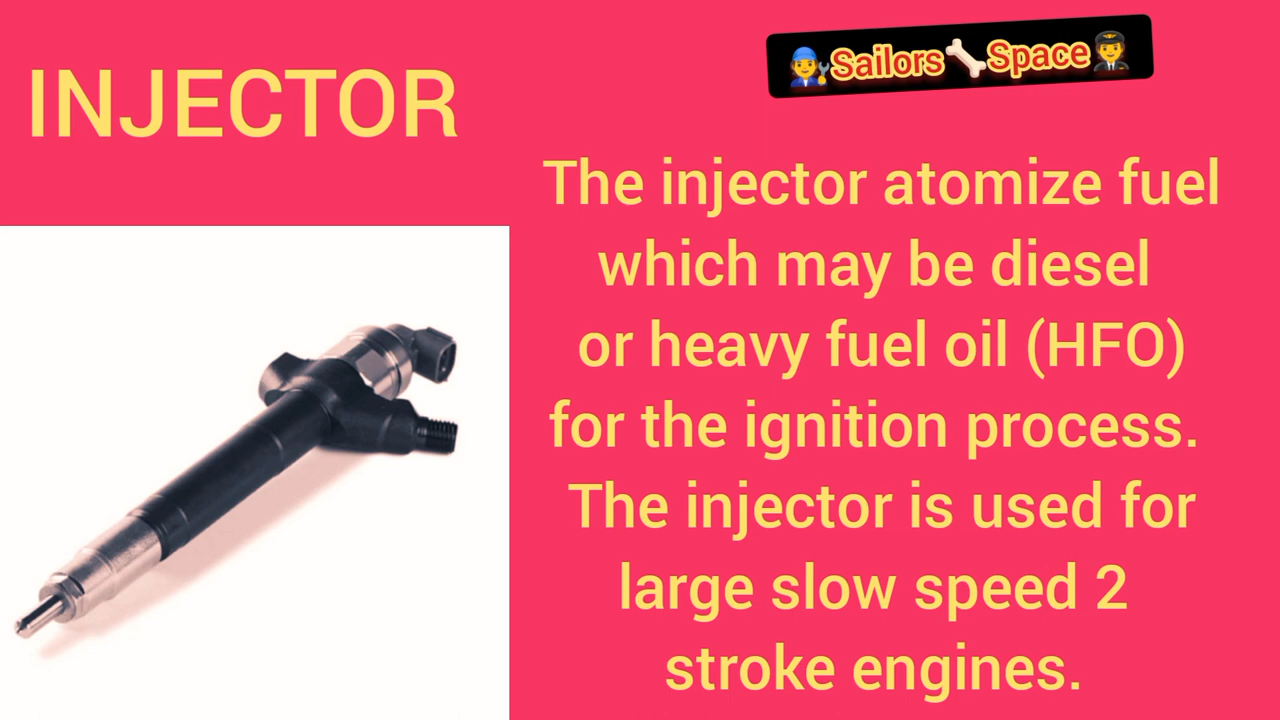 INJECTOR
Sailors Space
The injector atomize fuel
which may be diesel
or heavy fuel oil (HFO)
for the ignition process.
The injector is used for
large slow speed 2
stroke engines.